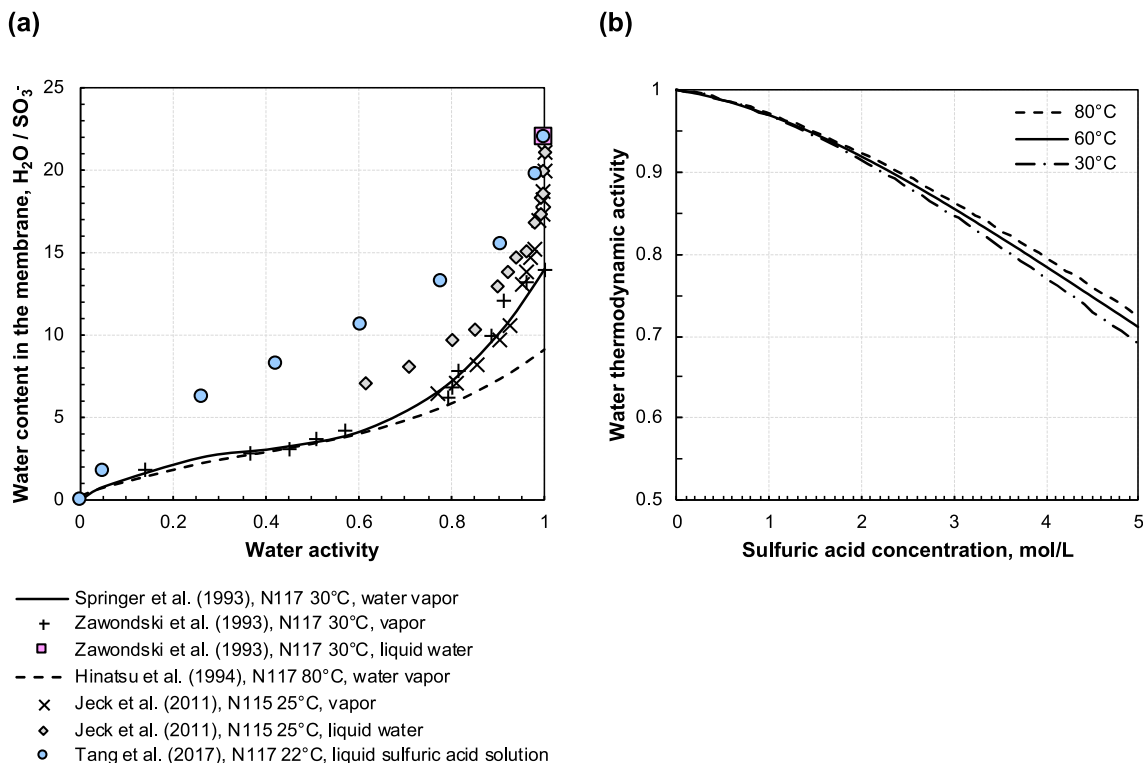 (a)
Water content in the membrane, H₂O / SO₃⁻
25
20
15
10
5
0
0
0.2
0.4
0.6
0.8
1
Water activity
Springer et al. (1993), N117 30°C, water vapor
Zawondski et al. (1993), N117 30°C, vapor
Zawondski et al. (1993), N117 30°C, liquid water
Hinatsu et al. (1994), N117 80°C, water vapor
Jeck et al. (2011), N115 25°C, vapor
Jeck et al. (2011), N115 25°C, liquid water
Tang et al. (2017), N117 22°C, liquid sulfuric acid solution
(b)
Water thermodynamic activity
1
0.9
0.8
0.7
0.6
0.5
80°C
60°C
30°C
0
1
2
3
4
5
Sulfuric acid concentration, mol/L